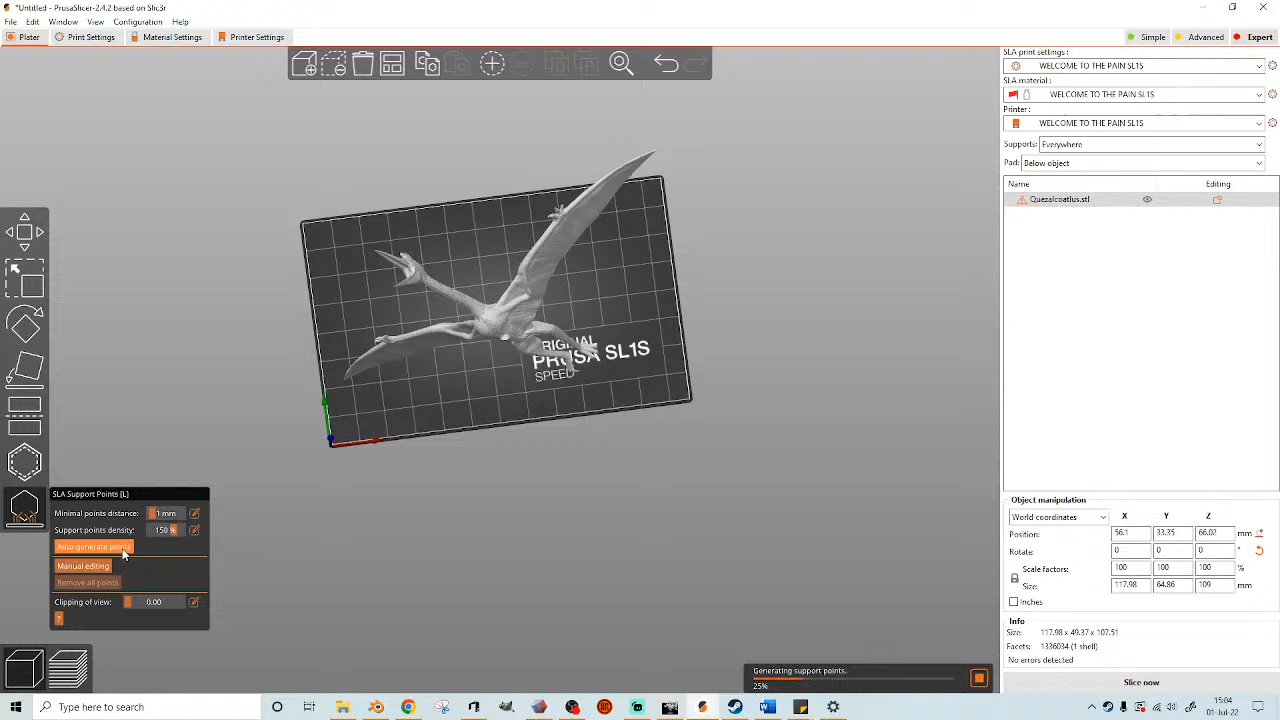 *Untitled - PrusaSlicer-2.4.2 based on Slic3r
File Edit Window View Configuration Help
Plater Print Settings Material Settings Printer Settings Simple Advanced Expert
SLA print settings :
WELCOME TO THE PAIN SL1S
SLA material :
WELCOME TO THE PAIN SL1S
Printer :
WELCOME TO THE PAIN SL1S
Supports: Everywhere
Pad: Below object
Name Editing
Quezalcoatlus.stl
ORIGINAL
PRUSA SL1S
SPEED
SLA Support Points [L]
Minimal points distance: 1 mm
Support points density: 150 %
Auto-generate points
Manual editing
Remove all points
Clipping of view: 0.00
?
Object manipulation
World coordinates X Y Z
Position: 56.1 33.35 66.02 mm
Rotate: 0 0 0 °
Scale factors: 100 100 100 %
Size: 117.98 64.86 109 mm
Inches
Info
Size: 117.98 x 49.37 x 107.51
Facets: 1336034 (1 shell)
No errors detected
Slice now
Generating support points.
25%
Type here to search
15:04
01-Jul-22